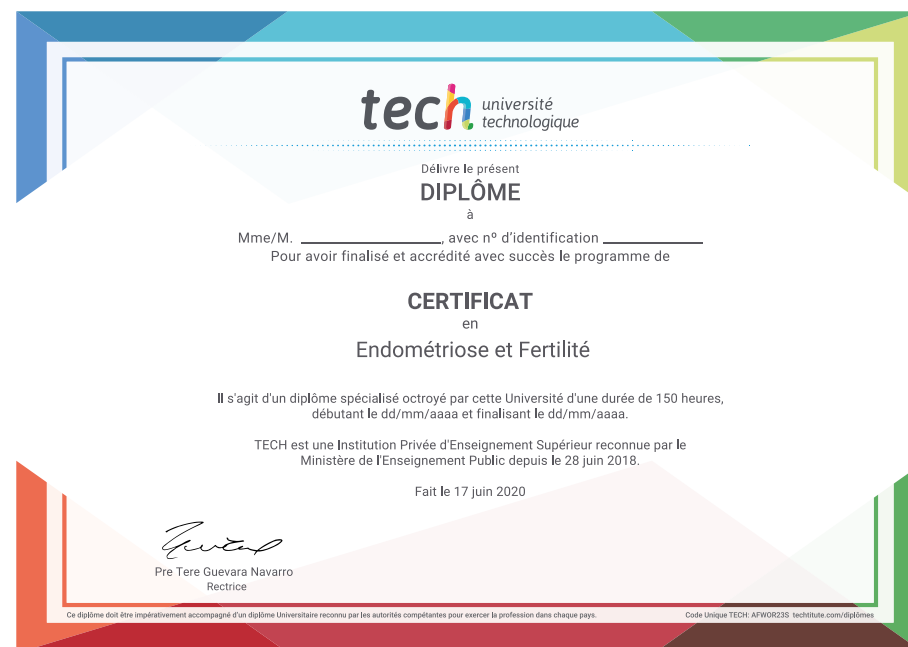 tech université
technologique
Délivre le présent
DIPLÔME
à
Mme/M. ____________________, avec nº d'identification ______________
Pour avoir finalisé et accrédité avec succès le programme de
CERTIFICAT
en
Endométriose et Fertilité
Il s'agit d'un diplôme spécialisé octroyé par cette Université d'une durée de 150 heures,
débutant le dd/mm/aaaa et finalisant le dd/mm/aaaa.
TECH est une Institution Privée d'Enseignement Supérieur reconnue par le
Ministère de l'Enseignement Public depuis le 28 juin 2018.
Fait le 17 juin 2020
Pre Tere Guevara Navarro
Rectrice
Ce diplôme doit être impérativement accompagné d'un diplôme Universitaire reconnu par les autorités compétentes pour exercer la profession dans chaque pays.
Code Unique TECH: AFWOR23S techtitute.com/diplômes